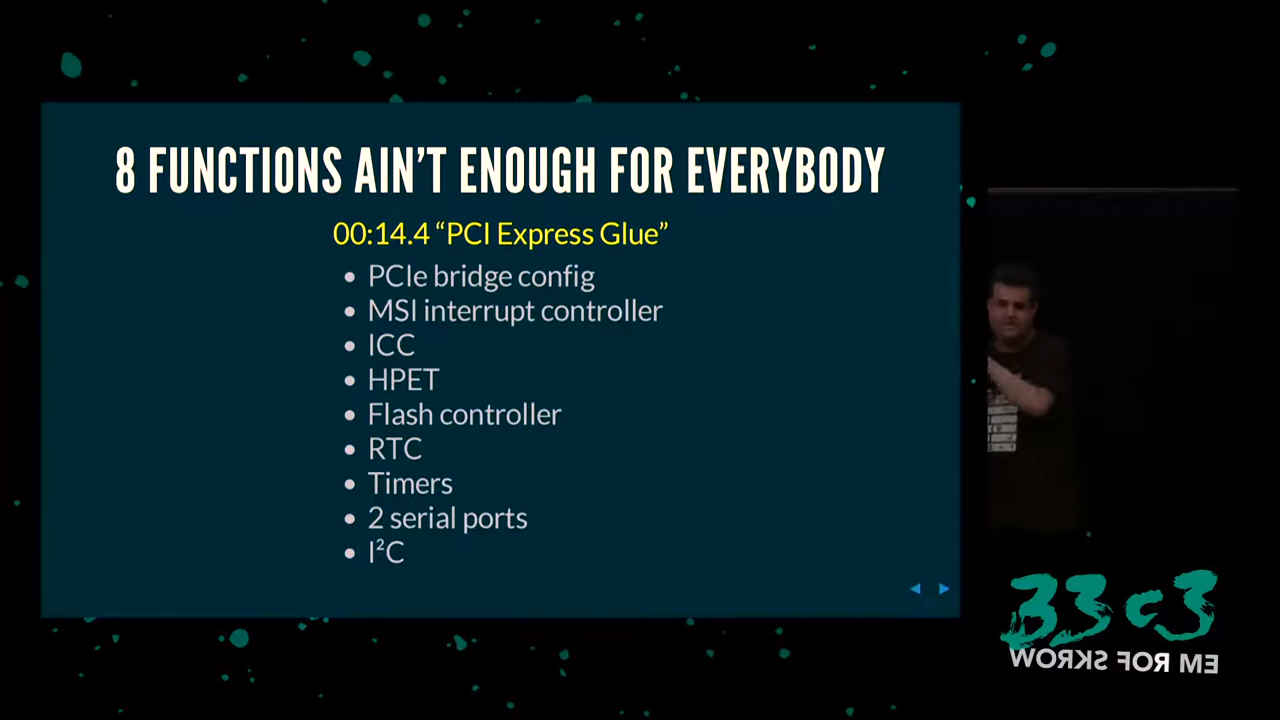 8 FUNCTIONS AIN'T ENOUGH FOR EVERYBODY
00:14.4 “PCI Express Glue”
• PCIe bridge config
• MSI interrupt controller
• ICC
• HPET
• Flash controller
• RTC
• Timers
• 2 serial ports
• I²C
33c3
WORKS FOR ME